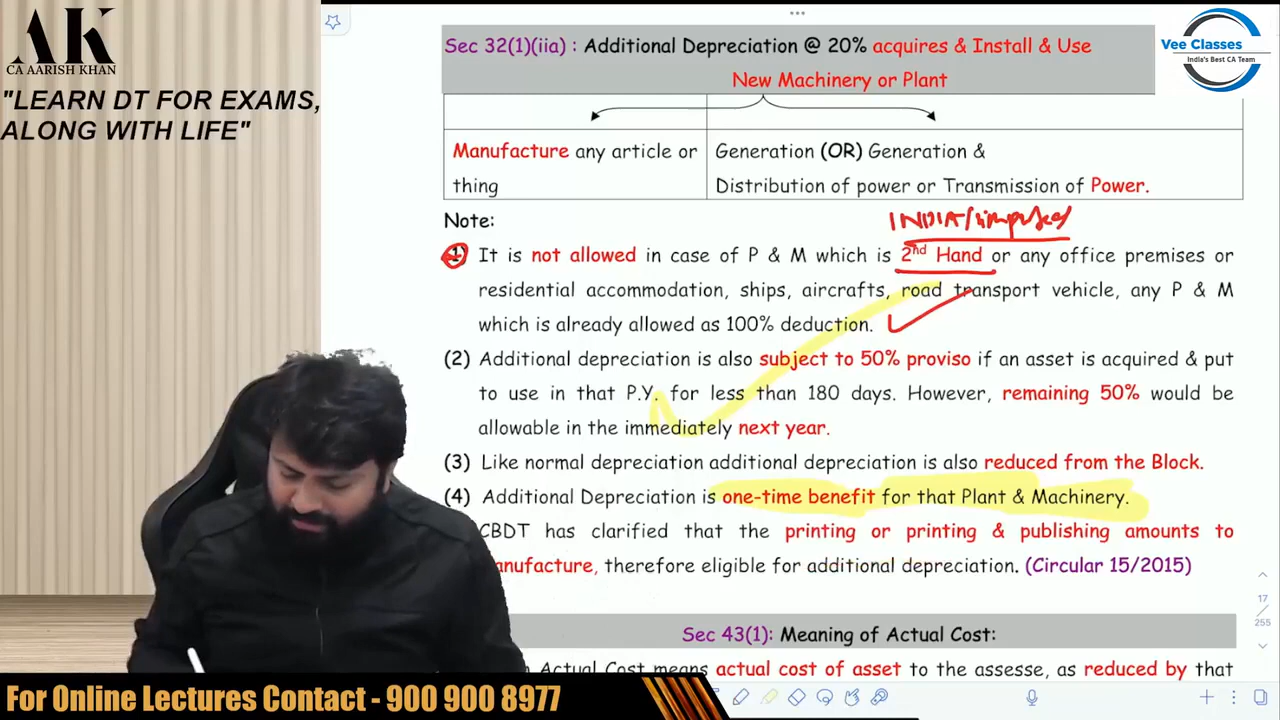 AK
CA AARISH KHAN
"LEARN DT FOR EXAMS,
ALONG WITH LIFE"
Vee Classes
India's Best CA Team
Sec 32(1)(iia) : Additional Depreciation @ 20% acquires & Install & Use
New Machinery or Plant
Manufacture any article or
thing
Generation (OR) Generation &
Distribution of power or Transmission of Power.
Note:
INDIA/imported
(1) It is not allowed in case of P & M which is 2nd Hand or any office premises or
residential accommodation, ships, aircrafts, road transport vehicle, any P & M
which is already allowed as 100% deduction.
(2) Additional depreciation is also subject to 50% proviso if an asset is acquired & put
to use in that P.Y. for less than 180 days. However, remaining 50% would be
allowable in the immediately next year.
(3) Like normal depreciation additional depreciation is also reduced from the Block.
(4) Additional Depreciation is one-time benefit for that Plant & Machinery.
CBDT has clarified that the printing or printing & publishing amounts to
anufacture, therefore eligible for additional depreciation. (Circular 15/2015)
Sec 43(1): Meaning of Actual Cost:
Actual Cost means actual cost of asset to the assesse, as reduced by that
17
255
For Online Lectures Contact - 900 900 8977